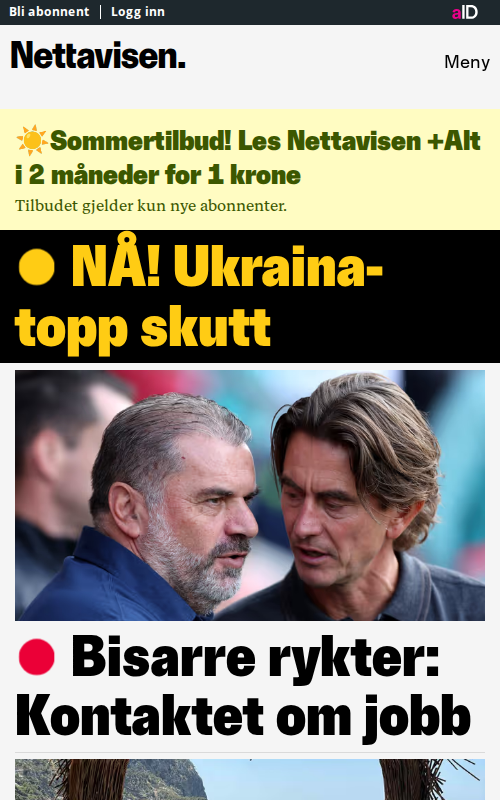 Bli abonnent
Logg inn
aID
Nettavisen.
Meny
Sommertilbud! Les Nettavisen +Alt
i 2 måneder for 1 krone
Tilbudet gjelder kun nye abonnenter.
NÅ! Ukraina-
topp skutt
Bisarre rykter:
Kontaktet om jobb